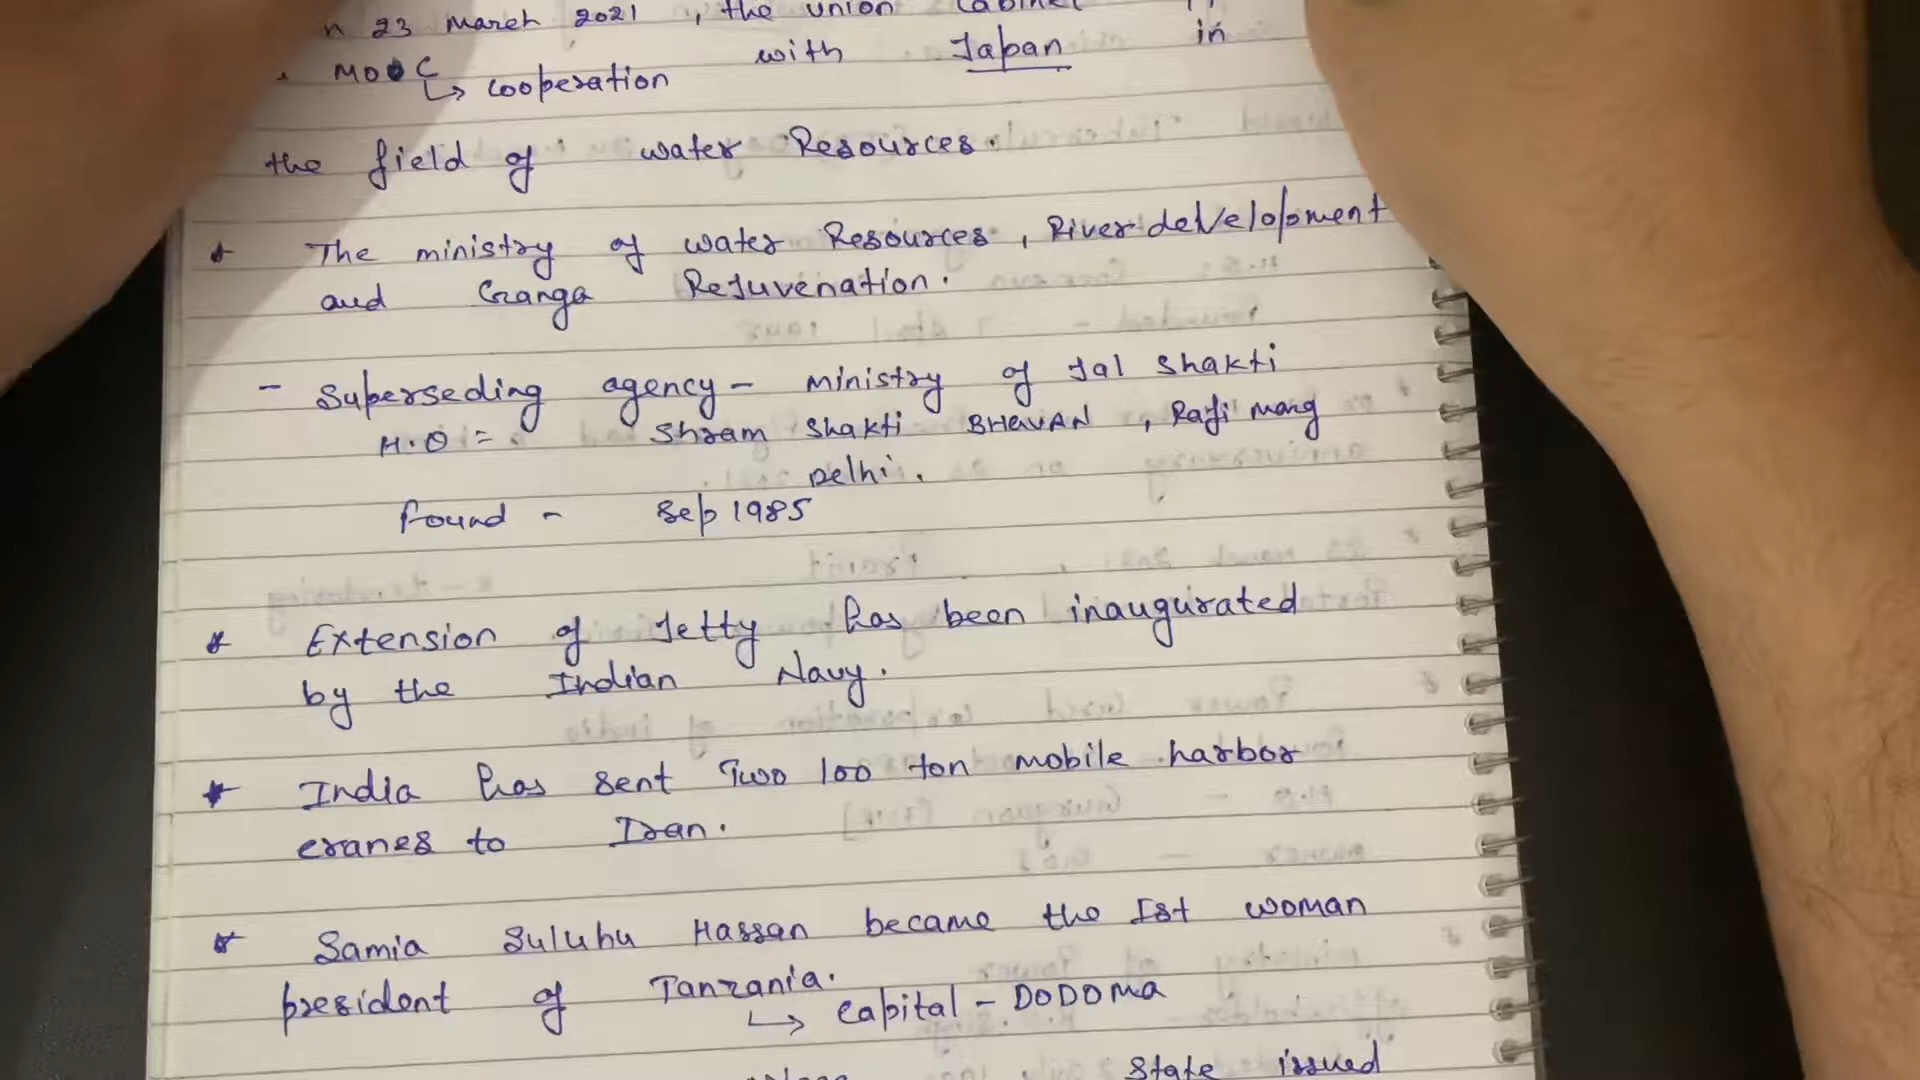 n 23 March 2021, the union cabinet
MOOC with Japan in
↳ cooperation
the field of water Resources.
* The ministry of water Resources, River development
and Ganga Rejuvenation.
- Superseding agency - ministry of Jal Shakti
H.O = Shram Shakti BHAVAN, Rafi marg
Delhi.
found - Sep 1985
* Extension of Jetty has been inaugurated
by the Indian Navy.
* India has sent Two 100 ton mobile harbor
cranes to Iran.
* Samia Suluhu Hassan became the Ist woman
president of Tanzania.
↳ capital - DODOMA
State issued